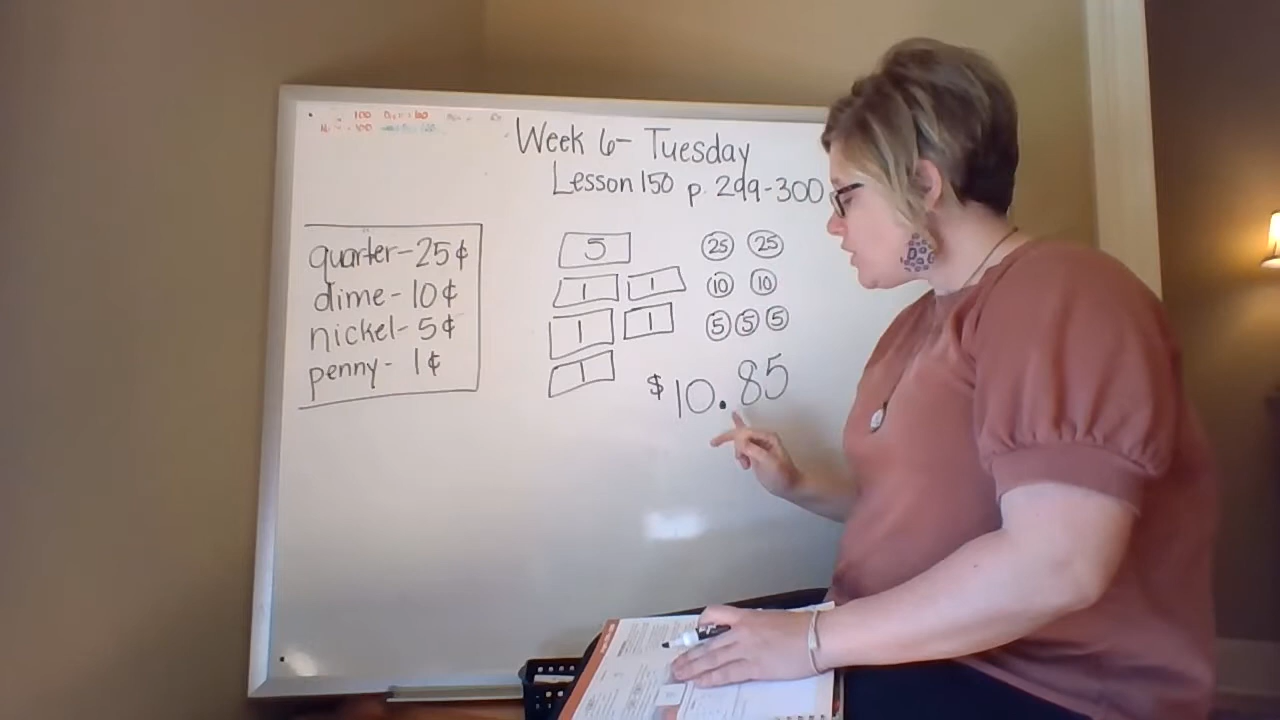 100
Week 6- Tuesday
Lesson 150 p. 299-300
quarter-25¢
dime-10¢
nickel-5¢
penny-1¢
5
1 1
1 1
1
25 25
10 10
5 5 5
$10.85